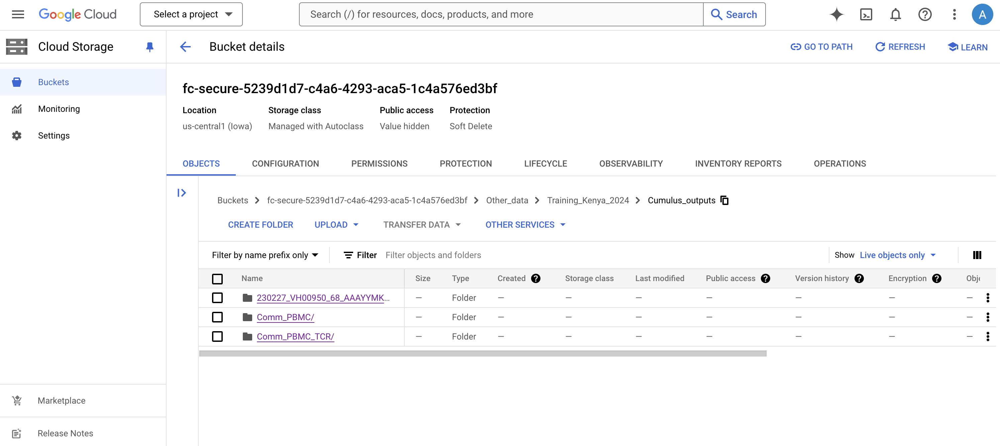 Google Cloud
Select a project
Search (/) for resources, docs, products, and more
Search
A
Cloud Storage
Bucket details
GO TO PATH
REFRESH
LEARN
Buckets
Monitoring
Settings
Marketplace
Release Notes
fc-secure-5239d1d7-c4a6-4293-aca5-1c4a576ed3bf
Location Storage class Public access Protection
us-central1 (Iowa) Managed with Autoclass Value hidden Soft Delete
OBJECTS CONFIGURATION PERMISSIONS PROTECTION LIFECYCLE OBSERVABILITY INVENTORY REPORTS OPERATIONS
Buckets > fc-secure-5239d1d7-c4a6-4293-aca5-1c4a576ed3bf > Other_data > Training_Kenya_2024 > Cumulus_outputs
CREATE FOLDER UPLOAD TRANSFER DATA OTHER SERVICES
Filter by name prefix only Filter Filter objects and folders Show Live objects only
Name Size Type Created ? Storage class Last modified Public access ? Version history ? Encryption ? Obje
230227_VH00950_68_AAAYYMK... — Folder — — — — — — —
Comm_PBMC/ — Folder — — — — — — —
Comm_PBMC_TCR/ — Folder — — — — — — —